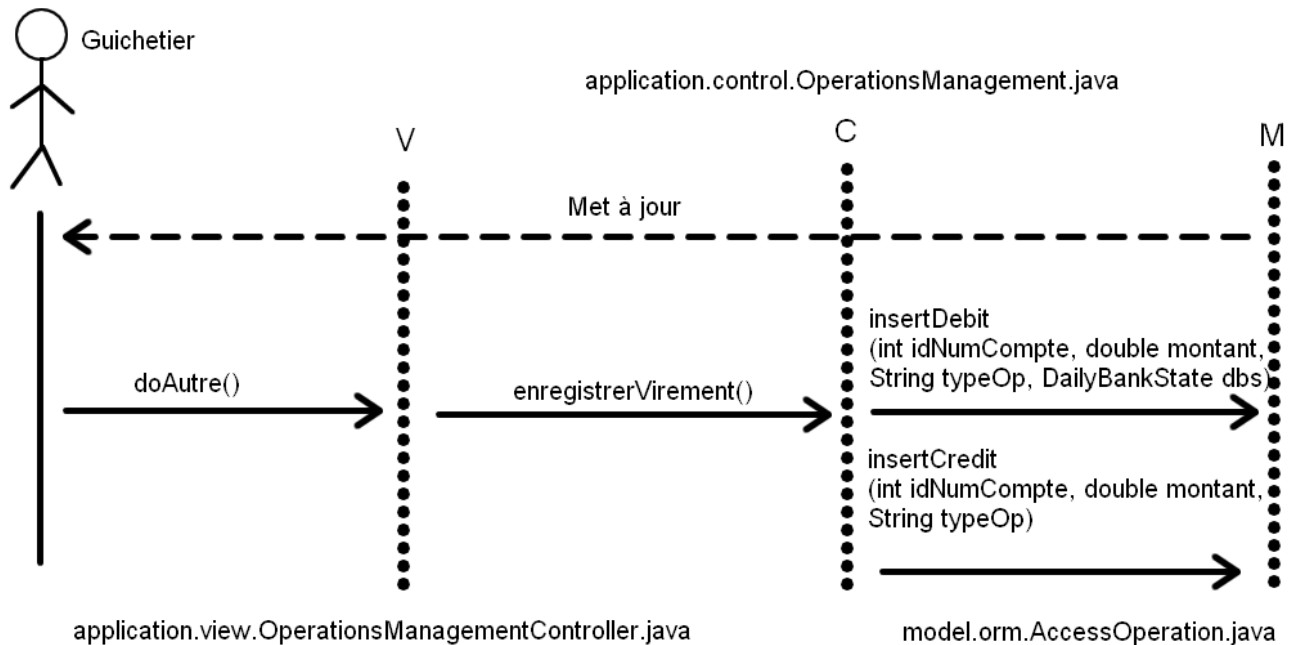 Guichetier
application.control.OperationsManagement.java
V
C
M
Met à jour
insertDebit
(int idNumCompte, double montant,
String typeOp, DailyBankState dbs)
doAutre()
enregistrerVirement()
insertCredit
(int idNumCompte, double montant,
String typeOp)
application.view.OperationsManagementController.java
model.orm.AccessOperation.java